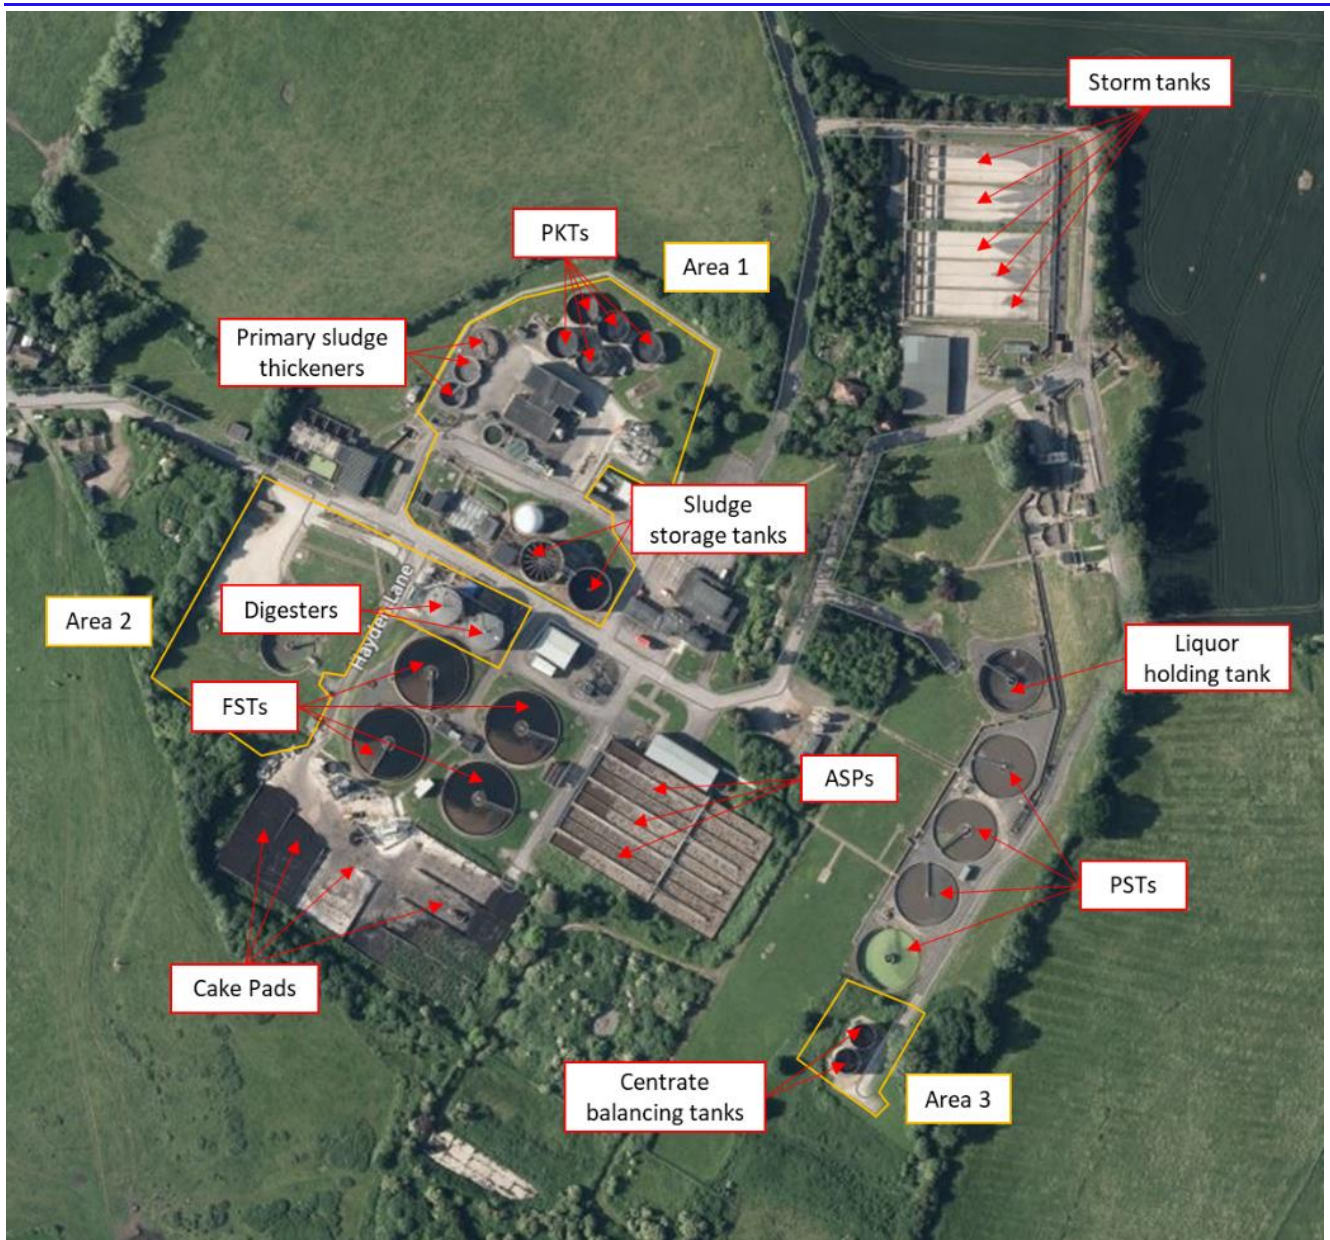 Storm tanks
PKTs
Area 1
Primary sludge
thickeners
Sludge
storage tanks
Area 2
Digesters
Hayden Lane
Liquor
holding tank
FSTs
ASPs
PSTs
Cake Pads
Centrate
balancing tanks
Area 3